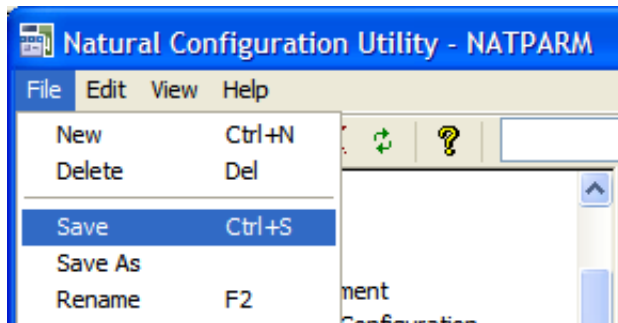 Natural Configuration Utility - NATPARM
File Edit View Help
New Ctrl+N
Delete Del
Save Ctrl+S
Save As
Rename F2
ment
Configuration